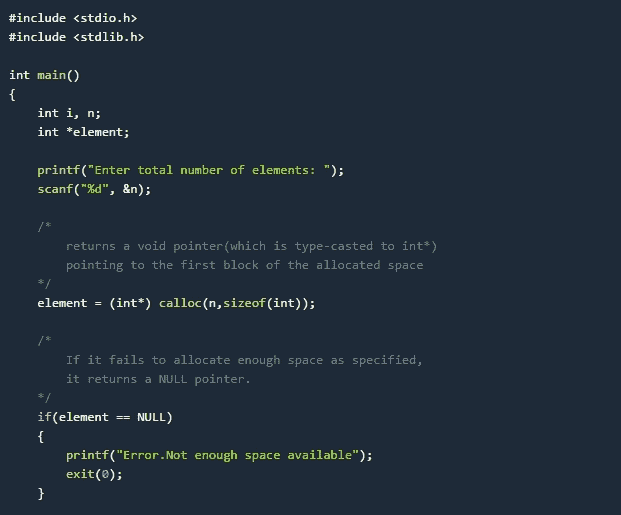 #include <stdio.h>
#include <stdlib.h>

int main()
{
    int i, n;
    int *element;

    printf("Enter total number of elements: ");
    scanf("%d", &n);

    /*
        returns a void pointer(which is type-casted to int*)
        pointing to the first block of the allocated space
    */
    element = (int*) calloc(n,sizeof(int));

    /*
        If it fails to allocate enough space as specified,
        it returns a NULL pointer.
    */
    if(element == NULL)
    {
        printf("Error.Not enough space available");
        exit(0);
    }